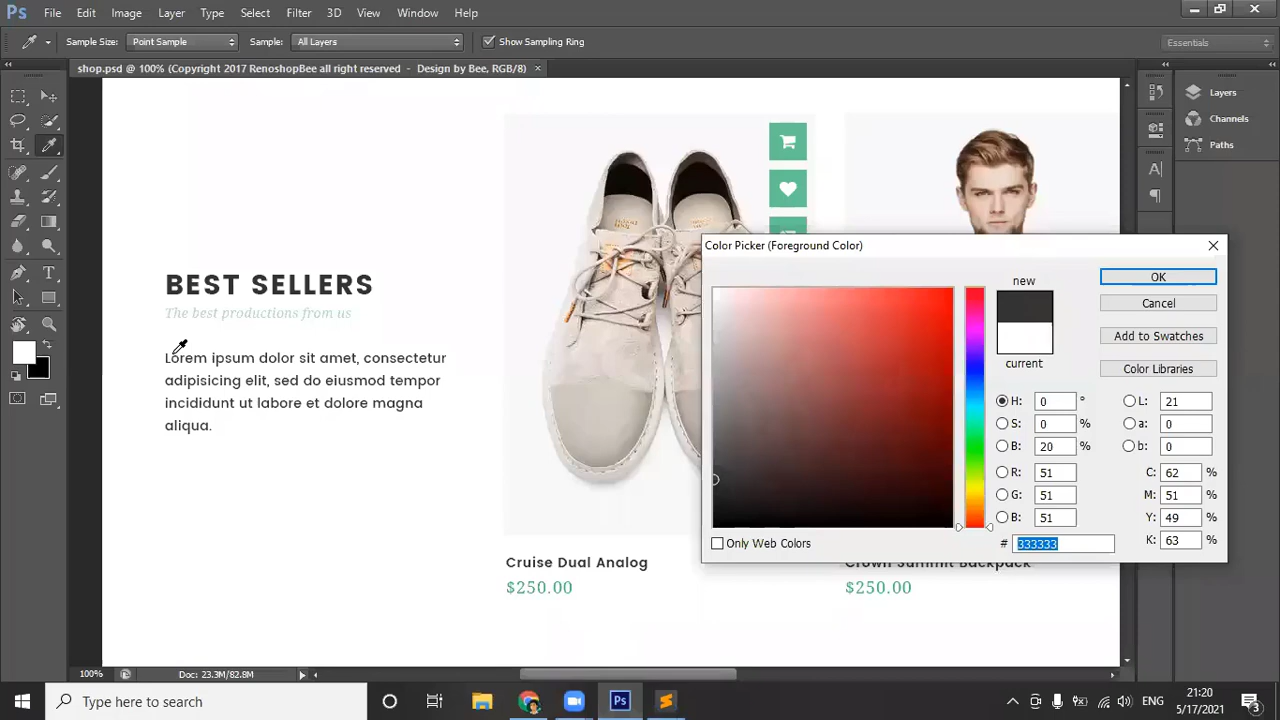 Ps File Edit Image Layer Type Select Filter 3D View Window Help
Sample Size: Point Sample Sample: All Layers Show Sampling Ring Essentials
shop.psd @ 100% (Copyright 2017 RenoshopBee all right reserved - Design by Bee, RGB/8) ×
Layers
Channels
Paths
BEST SELLERS
The best productions from us
Lorem ipsum dolor sit amet, consectetur
adipisicing elit, sed do eiusmod tempor
incididunt ut labore et dolore magna
aliqua.
Cruise Dual Analog
$250.00
Crown Summit Backpack
$250.00
Color Picker (Foreground Color)
new
current
OK
Cancel
Add to Swatches
Color Libraries
H: 0 °
S: 0 %
B: 20 %
R: 51
G: 51
B: 51
L: 21
a: 0
b: 0
C: 62 %
M: 51 %
Y: 49 %
K: 63 %
# 333333
Only Web Colors
100% Doc: 23.3M/82.8M
Type here to search
Ps
ENG
21:20
5/17/2021
3